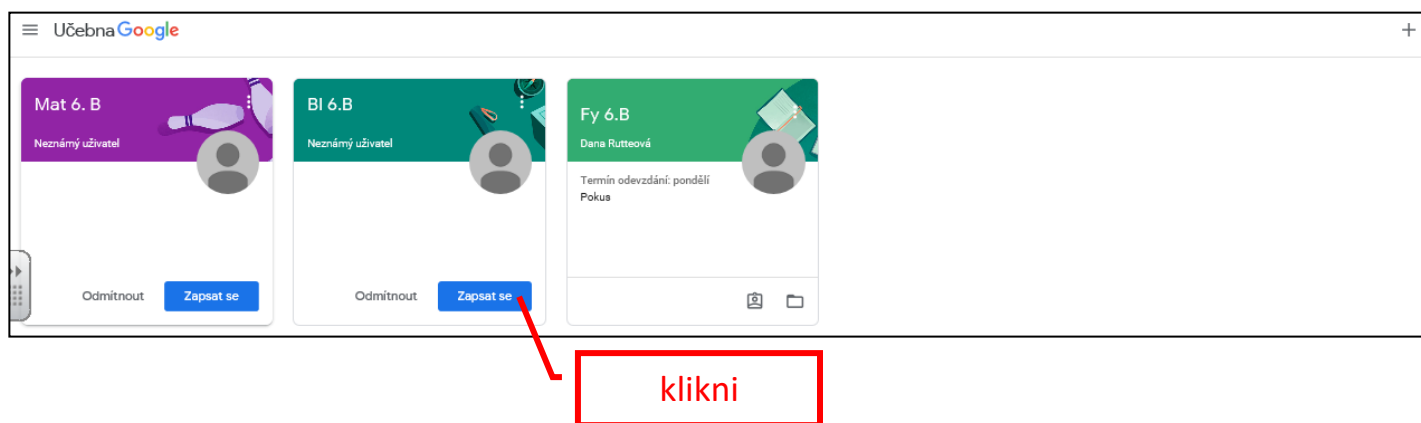 Učebna Google
Mat 6. B
Neznámý uživatel
Odmítnout
Zapsat se
BI 6.B
Neznámý uživatel
Odmítnout
Zapsat se
Fy 6.B
Dana Rutteová
Termín odevzdání: pondělí
Pokus
klikni